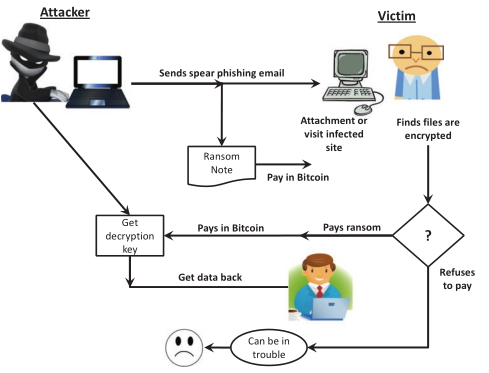 Attacker
Victim
Sends spear phishing email
Attachment or
visit infected
site
Finds files are
encrypted
Ransom
Note
Pay in Bitcoin
Get
decryption
key
Pays in Bitcoin
Pays ransom
?
Refuses
to pay
Get data back
Can be in
trouble